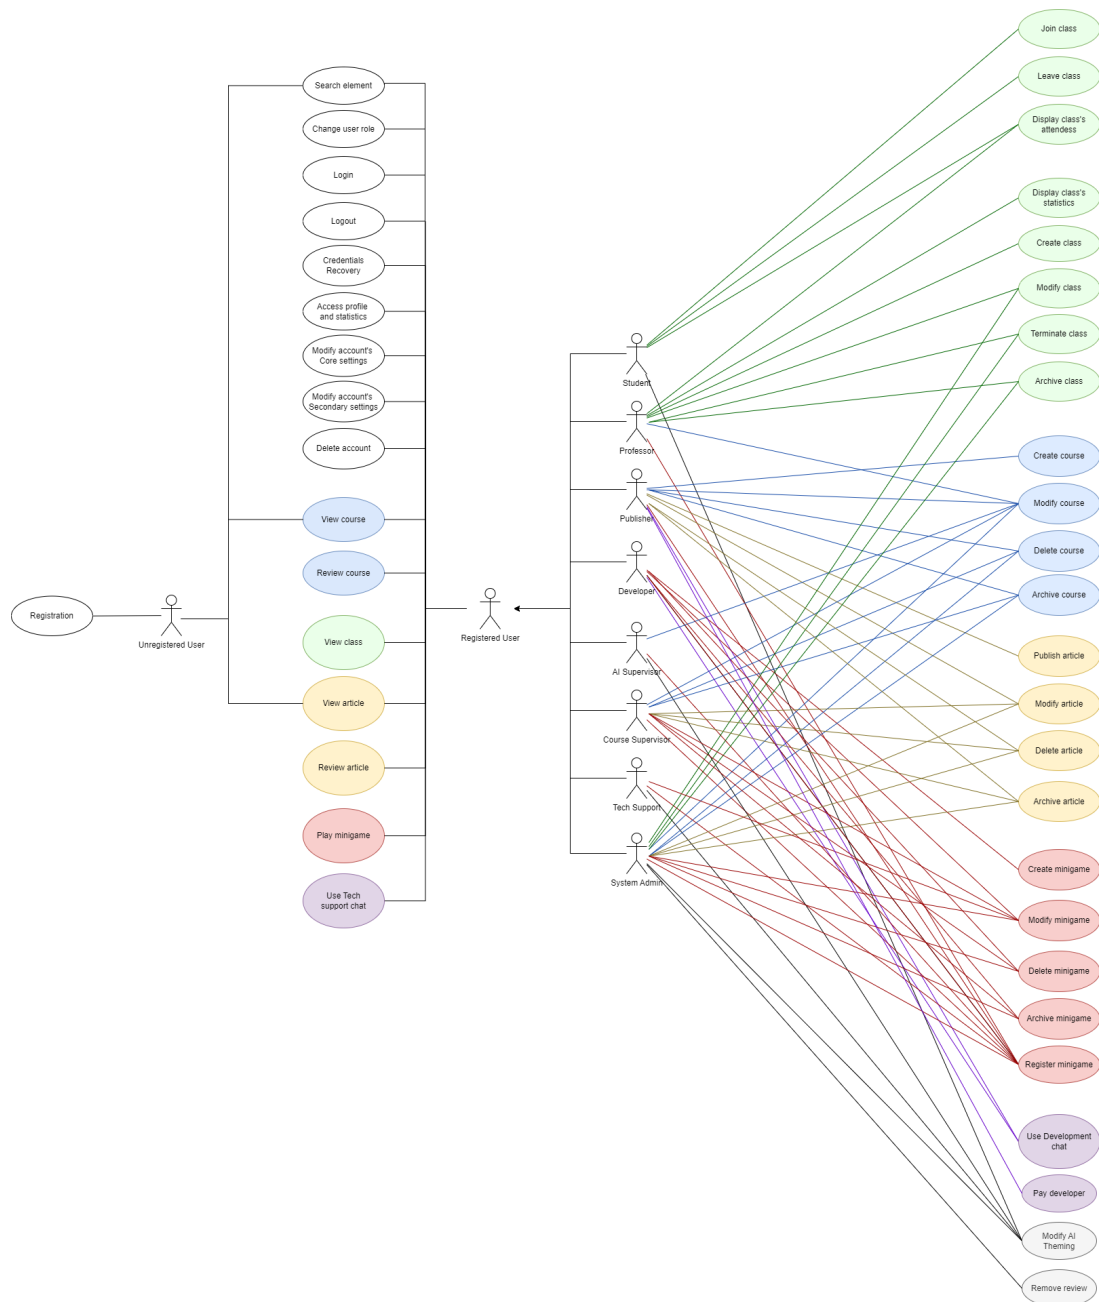 Join class
Leave class
Display class's
attendess
Display class's
statistics
Create class
Modify class
Terminate class
Archive class
Create course
Modify course
Delete course
Archive course
Publish article
Modify article
Delete article
Archive article
Create minigame
Modify minigame
Delete minigame
Archive minigame
Register minigame
Use Development
chat
Pay developer
Modify AI
Theming
Remove review
Search element
Change user role
Login
Logout
Credentials
Recovery
Access profile
and statistics
Modify account's
Core settings
Modify account's
Secondary settings
Delete account
View course
Review course
View class
View article
Review article
Play minigame
Use Tech
support chat
Registration
Unregistered User
Registered User
Student
Professor
Publisher
Developer
AI Supervisor
Course Supervisor
Tech Support
System Admin